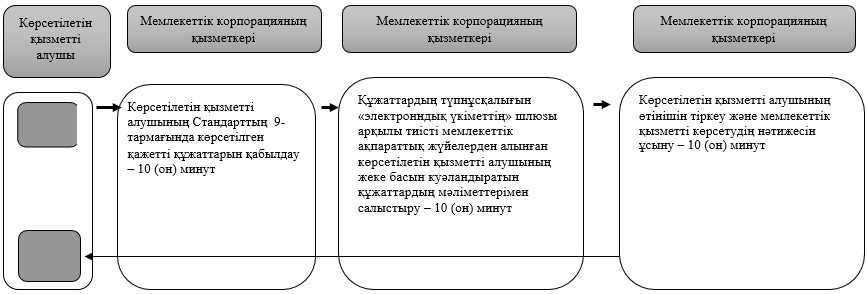 Көрсетілетін
қызметті
алушы
Мемлекеттік корпорацияның
қызметкері
Мемлекеттік корпорацияның
қызметкері
Мемлекеттік корпорацияның
қызметкері
Көрсетілетін қызметті
алушының Стандарттың 9-
тармағында көрсетілген
қажетті құжаттарын қабылдау
– 10 (он) минут
Құжаттардың түпнұсқалығын
«электронндық үкіметтің» шлюзы
арқылы тиісті мемлекеттік
ақпараттық жүйелерден алынған
көрсетілетін қызметті алушының
жеке басын куәландыратын
құжаттардың мәліметтерімен
салыстыру – 10 (он) минут
Көрсетілетін қызметті алушының
өтінішін тіркеу және мемлекеттік
қызметті көрсетудің нәтижесін
ұсыну – 10 (он) минут